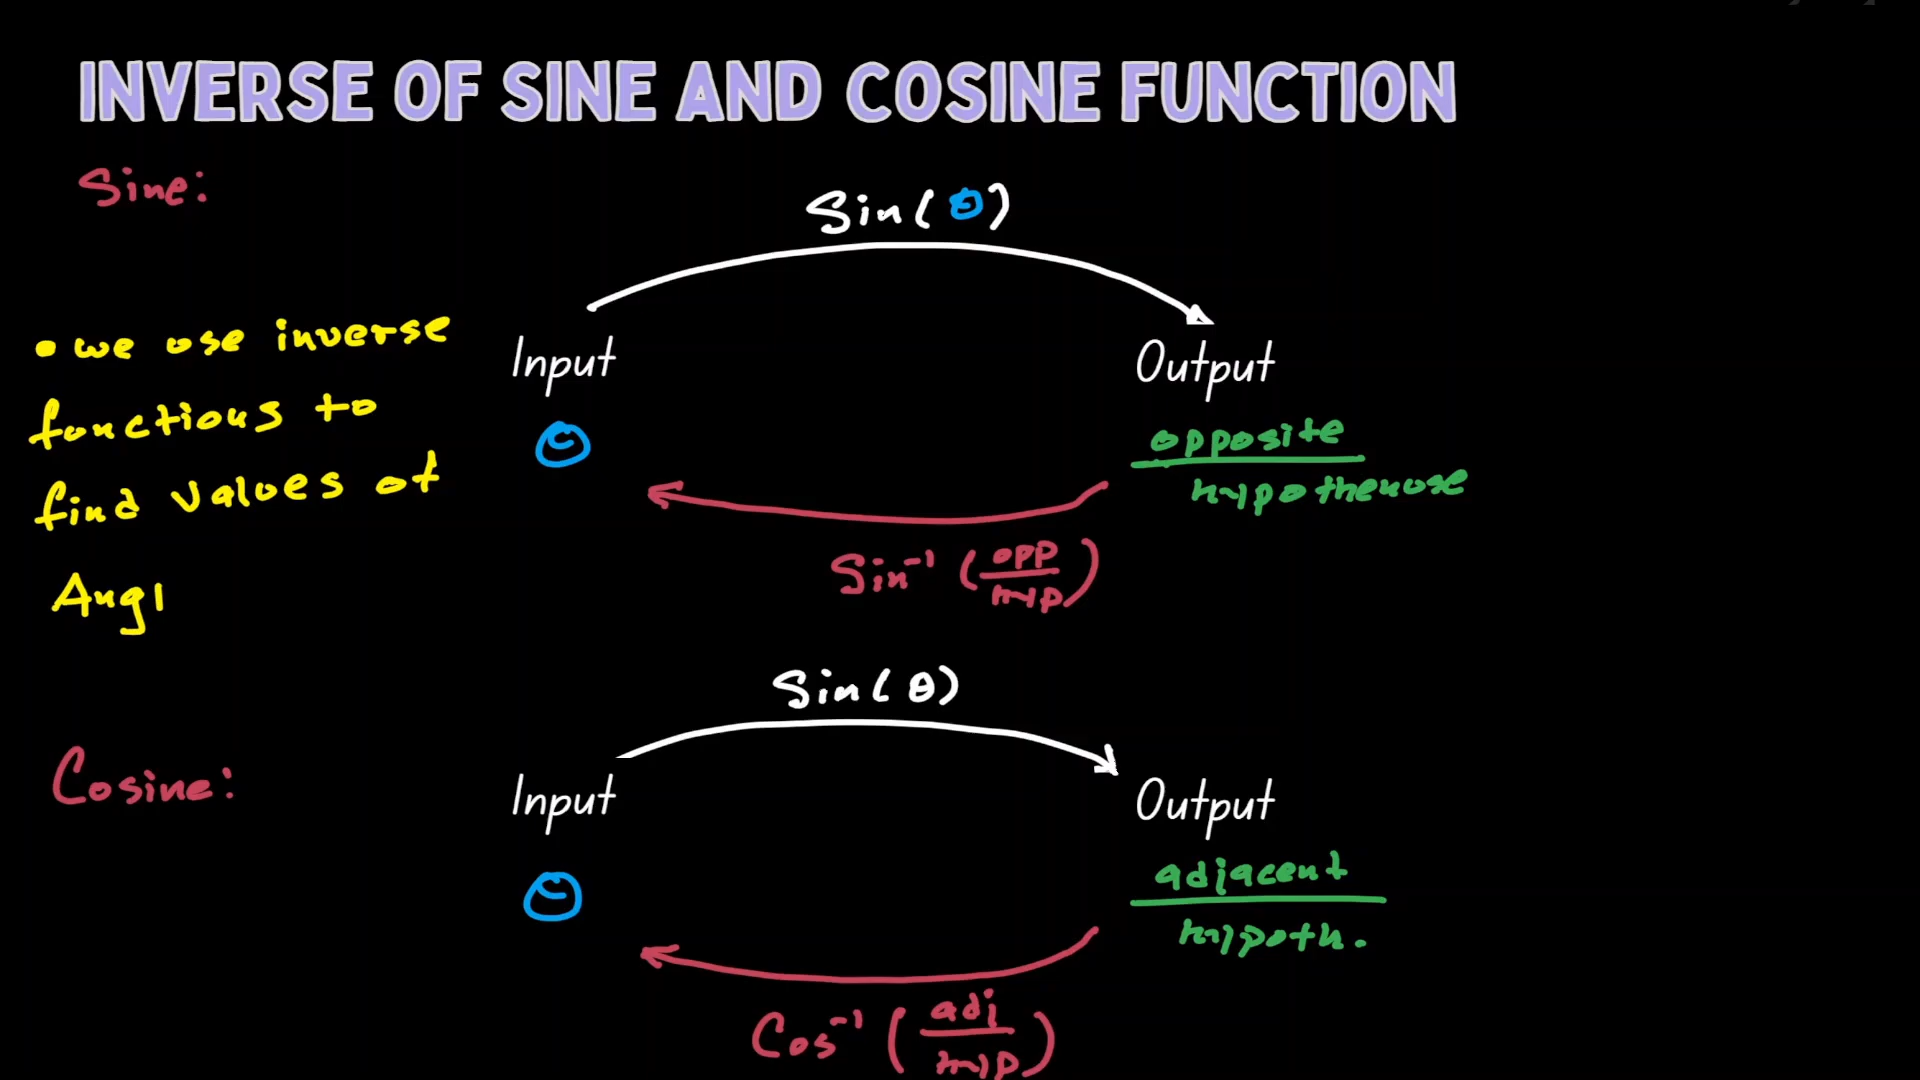 INVERSE OF SINE AND COSINE FUNCTION
Sine:
Sin(θ)
• we use inverse
functions to
find values of
Angl
Input
Output
θ
opposite
hypothenuse
Sin⁻¹ (opp/hyp)
Sin(θ)
Cosine:
Input
Output
θ
adjacent
hypoth.
Cos⁻¹ (adj/hyp)